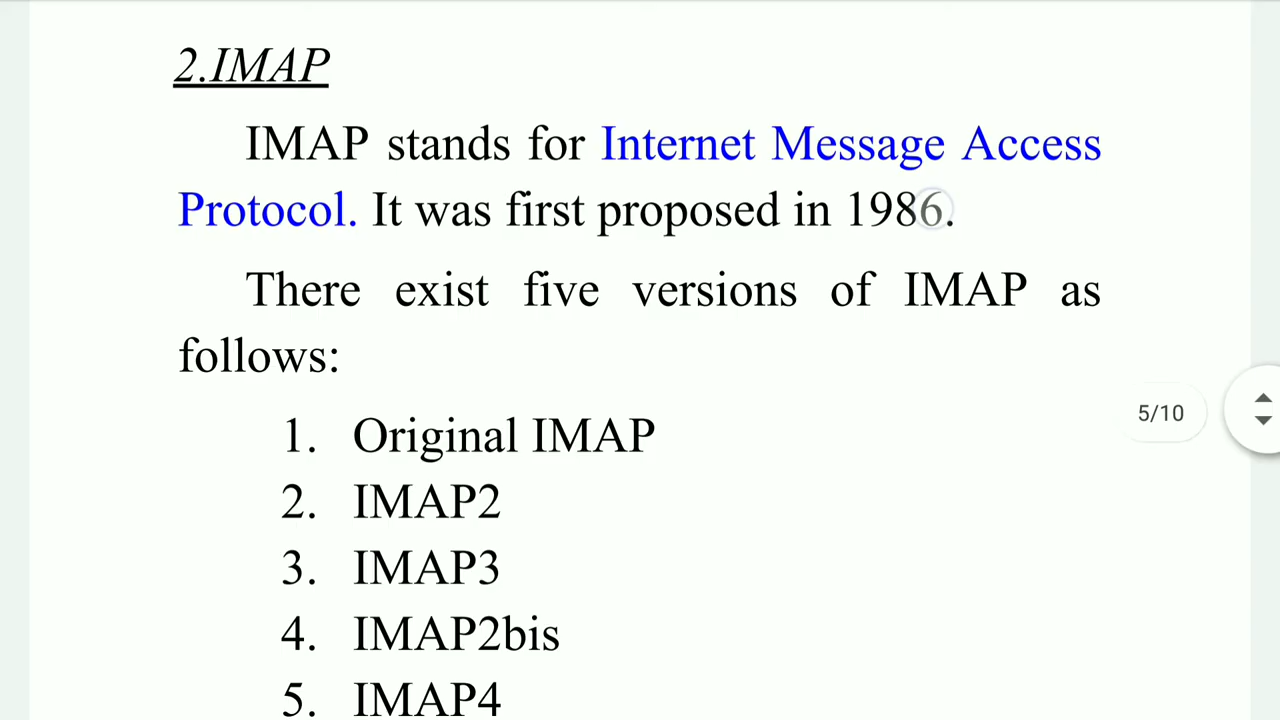 2.IMAP
IMAP stands for Internet Message Access
Protocol. It was first proposed in 1986.
There exist five versions of IMAP as
follows:
1. Original IMAP
2. IMAP2
3. IMAP3
4. IMAP2bis
5. IMAP4
5/10